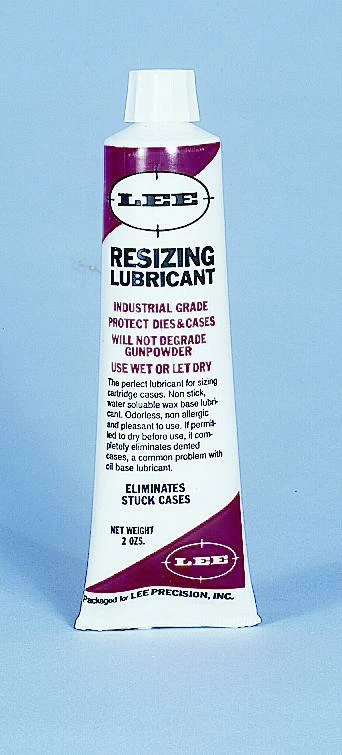 LEE
RESIZING
LUBRICANT
INDUSTRIAL GRADE
PROTECT DIES & CASES
WILL NOT DEGRADE
GUNPOWDER
USE WET OR LET DRY
The perfect lubricant for sizing
cartridge cases. Non stick,
water soluable wax base lubri-
cant. Odorless, non allergic
and pleasant to use. If permit-
ted to dry before use, it com-
pletely eliminates dented
cases, a common problem with
oil base lubricant.
ELIMINATES
STUCK CASES
NET WEIGHT
2 OZS.
LEE
Packaged for LEE PRECISION, INC.